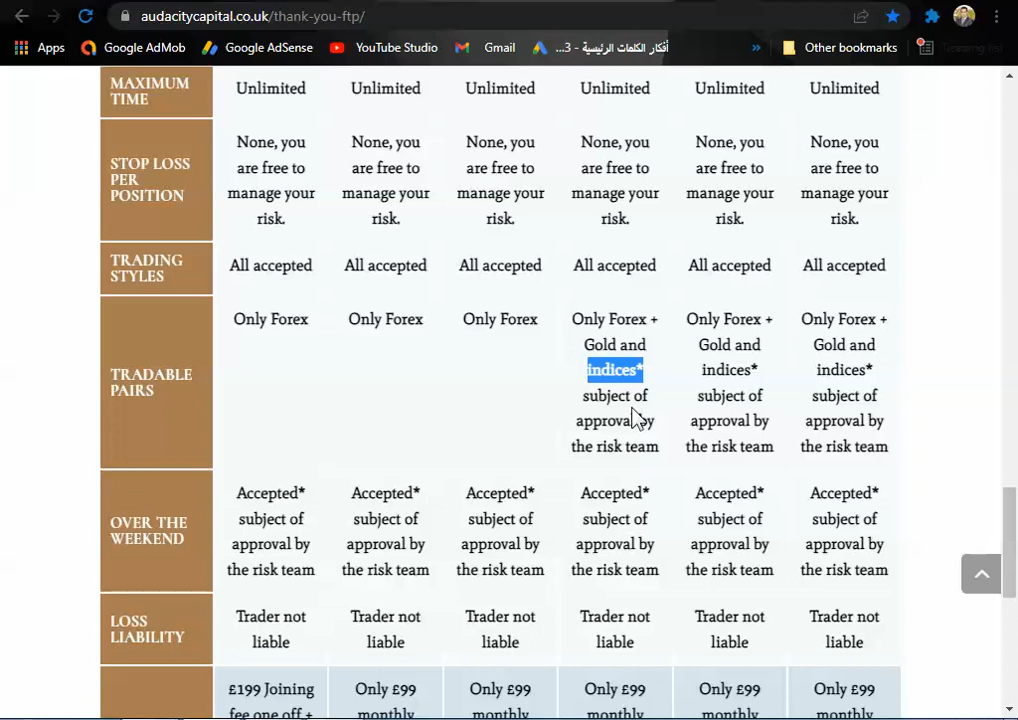 audacitycapital.co.uk/thank-you-ftp/
Apps Google AdMob Google AdSense YouTube Studio Gmail أفكار الكلمات الرئيسية - 3... » Other bookmarks
MAXIMUM TIME Unlimited Unlimited Unlimited Unlimited Unlimited Unlimited
STOP LOSS PER POSITION
None, you None, you None, you None, you None, you None, you
are free to are free to are free to are free to are free to are free to
manage your manage your manage your manage your manage your manage your
risk. risk. risk. risk. risk. risk.
TRADING STYLES All accepted All accepted All accepted All accepted All accepted All accepted
TRADABLE PAIRS
Only Forex Only Forex Only Forex Only Forex + Only Forex + Only Forex +
Gold and Gold and Gold and
indices* indices* indices*
subject of subject of subject of
approval by approval by approval by
the risk team the risk team the risk team
OVER THE WEEKEND
Accepted* Accepted* Accepted* Accepted* Accepted* Accepted*
subject of subject of subject of subject of subject of subject of
approval by approval by approval by approval by approval by approval by
the risk team the risk team the risk team the risk team the risk team the risk team
LOSS LIABILITY
Trader not Trader not Trader not Trader not Trader not Trader not
liable liable liable liable liable liable
£199 Joining Only £99 Only £99 Only £99 Only £99 Only £99
fee one off + monthly monthly monthly monthly monthly